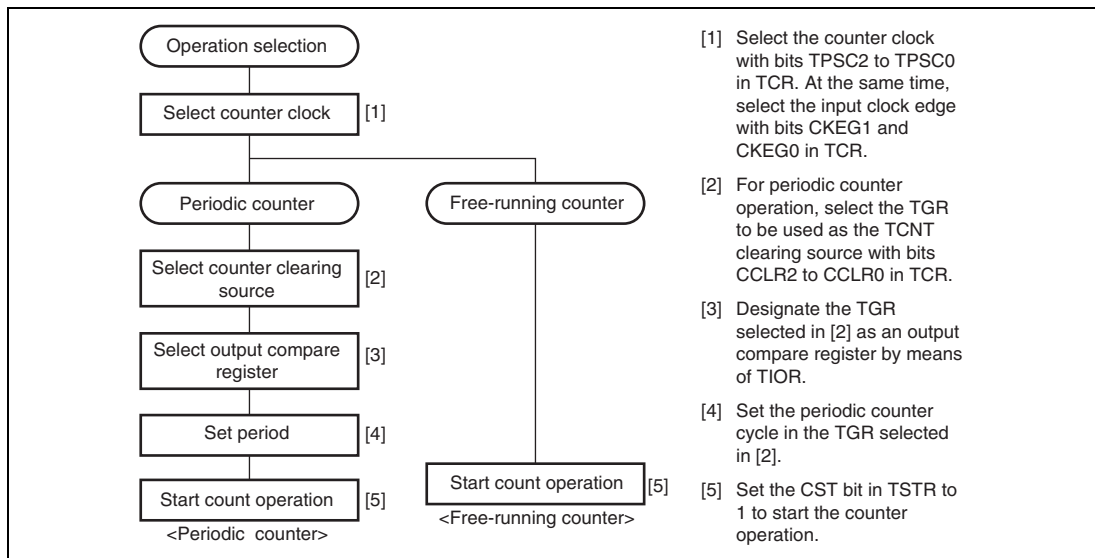 Operation selection
Select counter clock
[1]
Periodic counter
Free-running counter
Select counter clearing
source
[2]
Select output compare
register
[3]
Set period
[4]
Start count operation
[5]
<Periodic counter>
Start count operation
[5]
<Free-running counter>
[1] Select the counter clock
with bits TPSC2 to TPSC0
in TCR. At the same time,
select the input clock edge
with bits CKEG1 and
CKEG0 in TCR.
[2] For periodic counter
operation, select the TGR
to be used as the TCNT
clearing source with bits
CCLR2 to CCLR0 in TCR.
[3] Designate the TGR
selected in [2] as an output
compare register by means
of TIOR.
[4] Set the periodic counter
cycle in the TGR selected
in [2].
[5] Set the CST bit in TSTR to
1 to start the counter
operation.